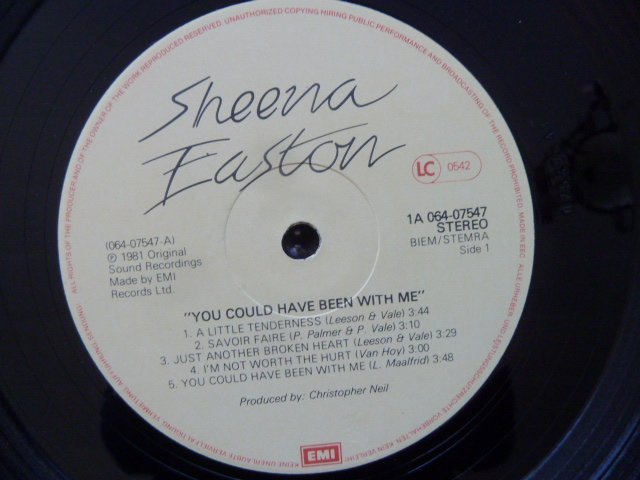 ALL RIGHTS OF THE PRODUCER AND OF THE OWNER OF THE WORK REPRODUCED RESERVED. UNAUTHORIZED COPYING HIRING PUBLIC PERFORMANCE AND BROADCASTING OF THE RECORD PROHIBITED. MADE IN EEC. ALLE
Sheena
Easton
LC 0542
1A 064-07547
STEREO
BIEM/STEMRA
Side 1
(064-07547-A)
℗ 1981 Original
Sound Recordings
Made by EMI
Records Ltd.
"YOU COULD HAVE BEEN WITH ME"
1. A LITTLE TENDERNESS (Leeson & Vale) 3:44
2. SAVOIR FAIRE (P. Palmer & P. Vale) 3:10
3. JUST ANOTHER BROKEN HEART (Leeson & Vale) 3:29
4. I'M NOT WORTH THE HURT (Van Hoy) 3:00
5. YOU COULD HAVE BEEN WITH ME (L. Maalfrid) 3:48
Produced by: Christopher Neil
EMI